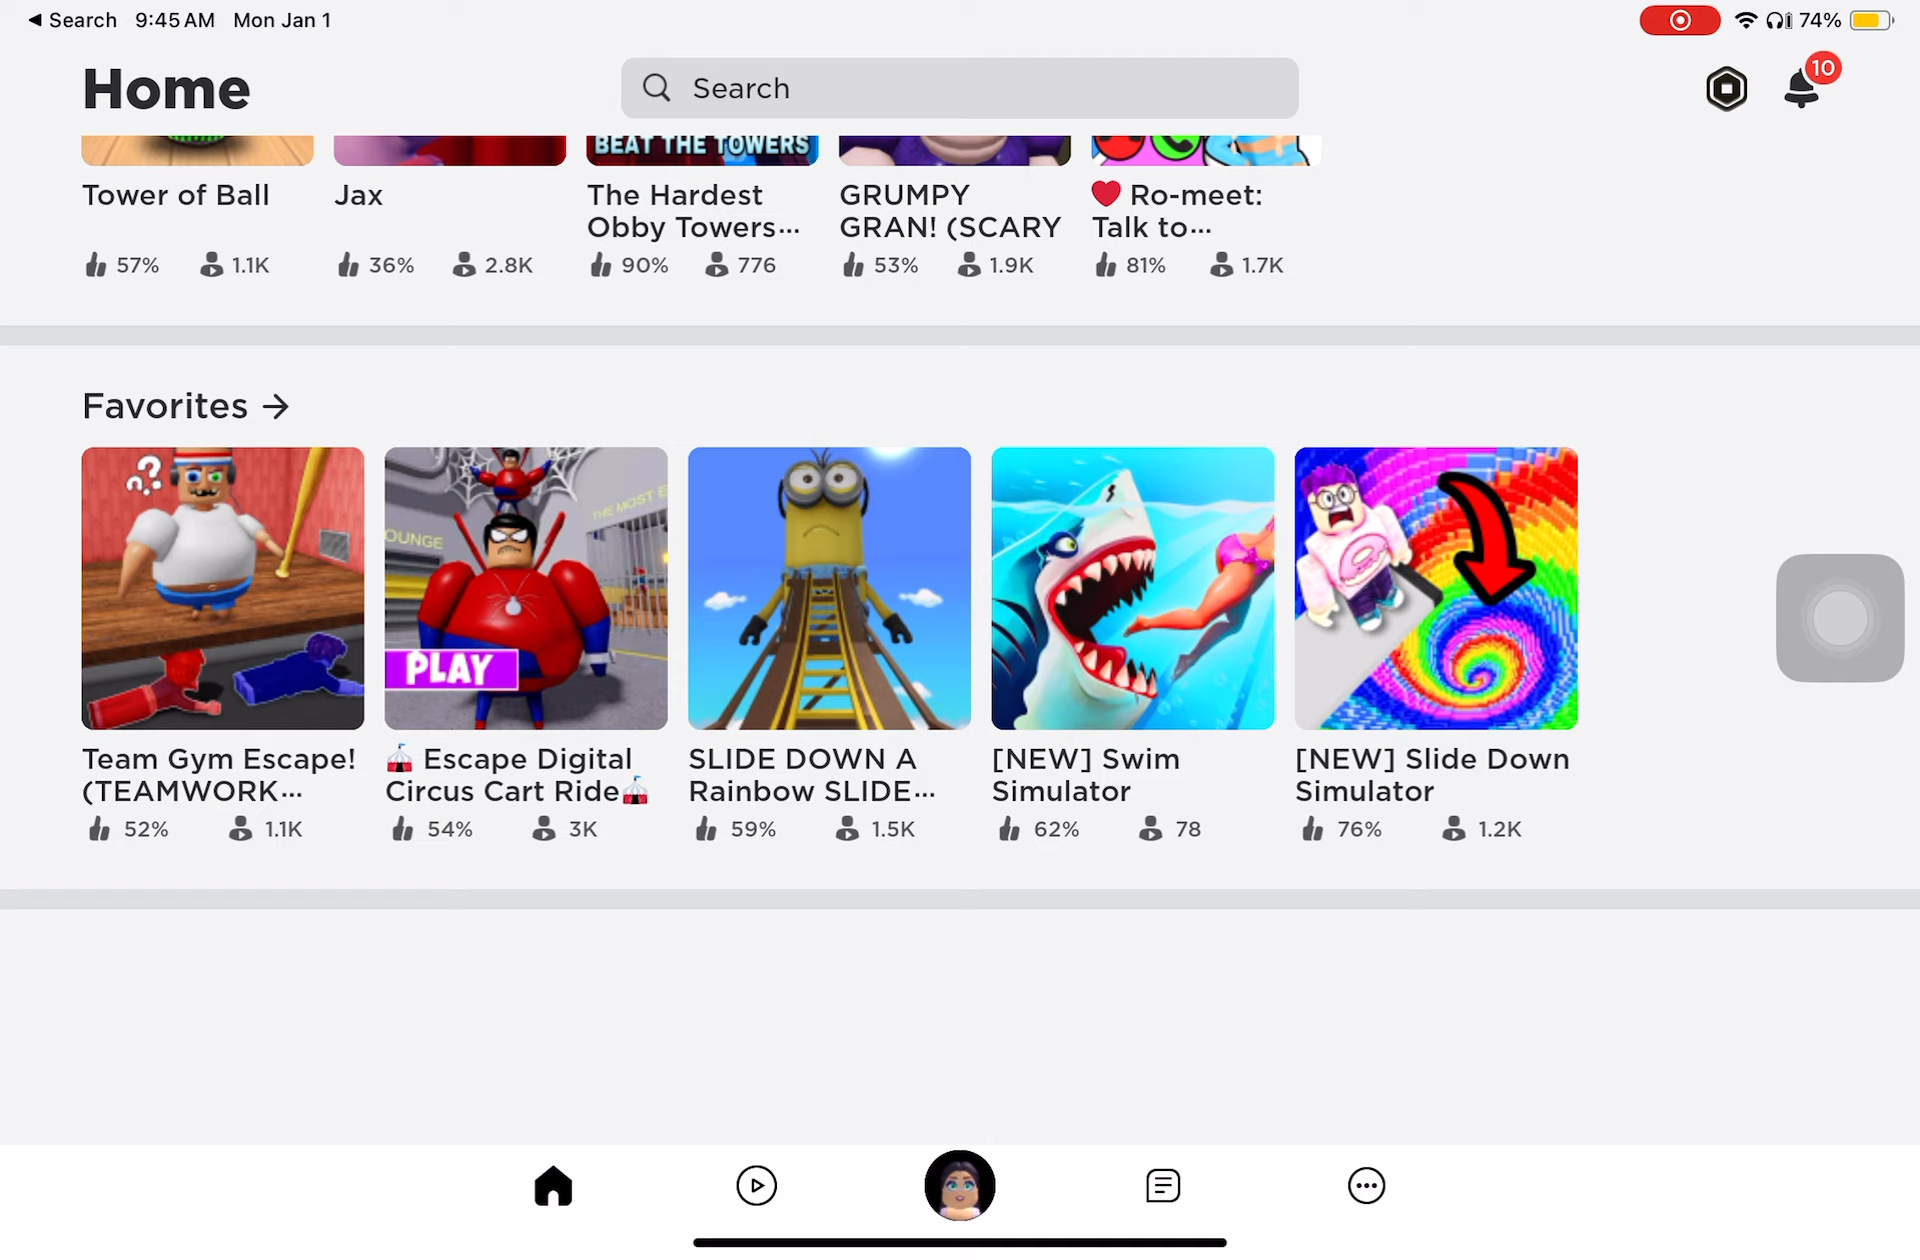 Search 9:45 AM Mon Jan 1 74%
Home Search 10
BEAT THE TOWERS
Tower of Ball
57% 1.1K
Jax
36% 2.8K
The Hardest
Obby Towers...
90% 776
GRUMPY
GRAN! (SCARY
53% 1.9K
Ro-meet:
Talk to...
81% 1.7K
Favorites →
OUNGE
THE MOST E
PLAY
Team Gym Escape!
(TEAMWORK...
52% 1.1K
Escape Digital
Circus Cart Ride
54% 3K
SLIDE DOWN A
Rainbow SLIDE...
59% 1.5K
[NEW] Swim
Simulator
62% 78
[NEW] Slide Down
Simulator
76% 1.2K